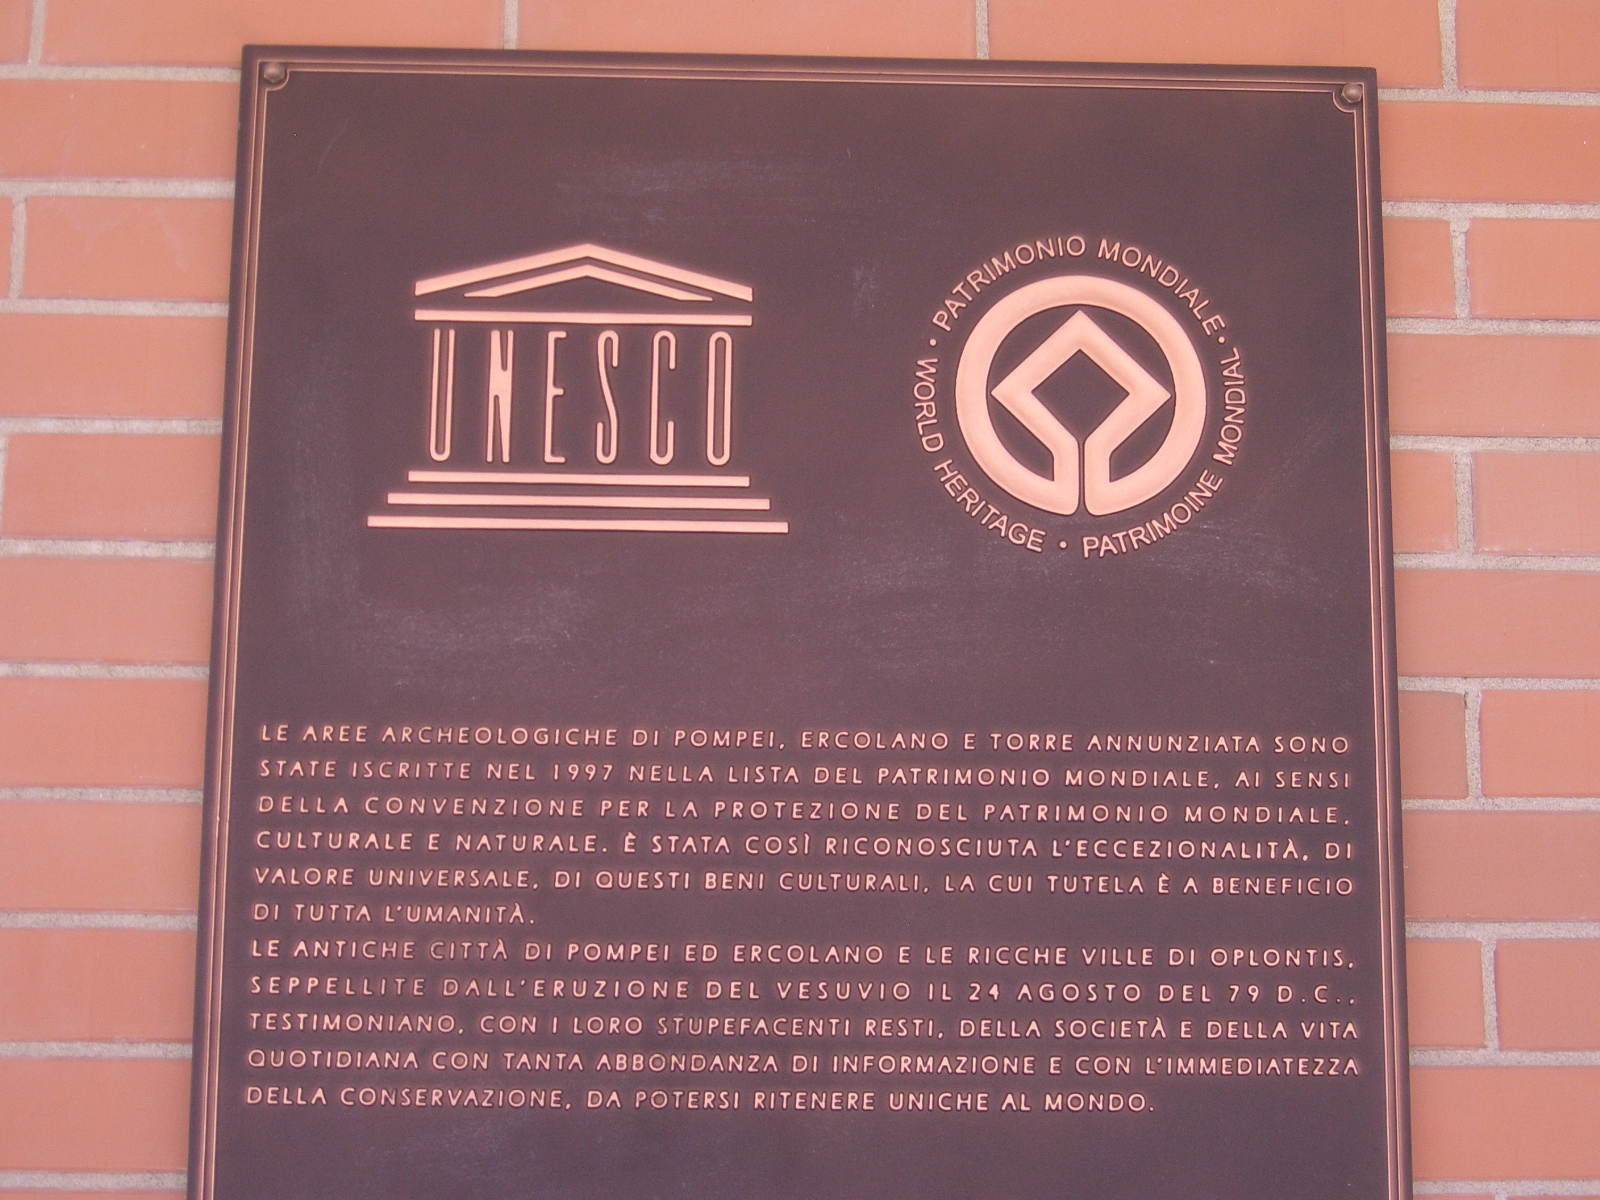 UNESCO
PATRIMONIO MONDIALE • WORLD HERITAGE • PATRIMOINE MONDIAL •
LE AREE ARCHEOLOGICHE DI POMPEI, ERCOLANO E TORRE ANNUNZIATA SONO
STATE ISCRITTE NEL 1997 NELLA LISTA DEL PATRIMONIO MONDIALE, AI SENSI
DELLA CONVENZIONE PER LA PROTEZIONE DEL PATRIMONIO MONDIALE,
CULTURALE E NATURALE. È STATA COSÌ RICONOSCIUTA L'ECCEZIONALITÀ, DI
VALORE UNIVERSALE, DI QUESTI BENI CULTURALI, LA CUI TUTELA È A BENEFICIO
DI TUTTA L'UMANITÀ.
LE ANTICHE CITTÀ DI POMPEI ED ERCOLANO E LE RICCHE VILLE DI OPLONTIS,
SEPPELLITE DALL'ERUZIONE DEL VESUVIO IL 24 AGOSTO DEL 79 D.C.,
TESTIMONIANO, CON I LORO STUPEFACENTI RESTI, DELLA SOCIETÀ E DELLA VITA
QUOTIDIANA CON TANTA ABBONDANZA DI INFORMAZIONE E CON L'IMMEDIATEZZA
DELLA CONSERVAZIONE, DA POTERSI RITENERE UNICHE AL MONDO.